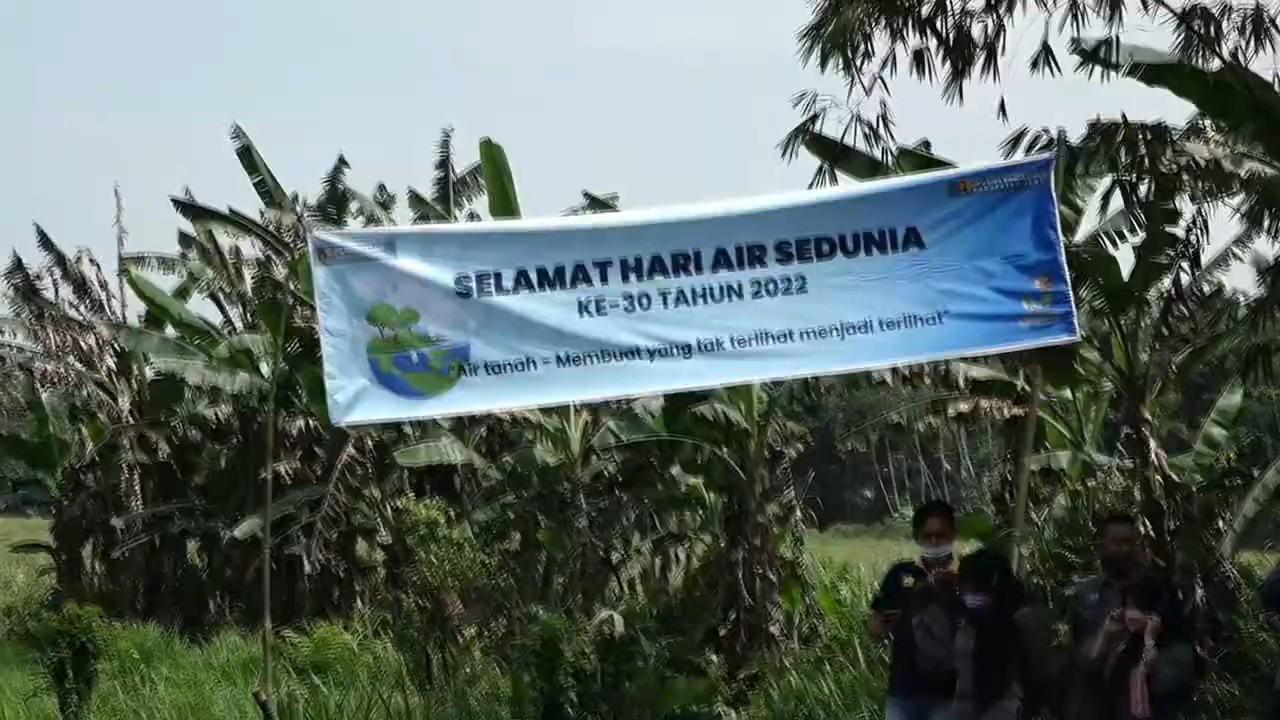 SELAMAT HARI AIR SEDUNIA
KE-30 TAHUN 2022
"Air tanah - Membuat yang tak terlihat menjadi terlihat"